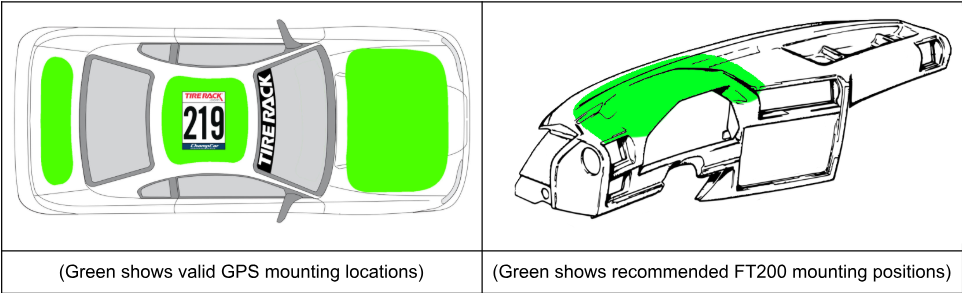 TIRE RACK
219
ChampCar
TIRE RACK
(Green shows valid GPS mounting locations)
(Green shows recommended FT200 mounting positions)